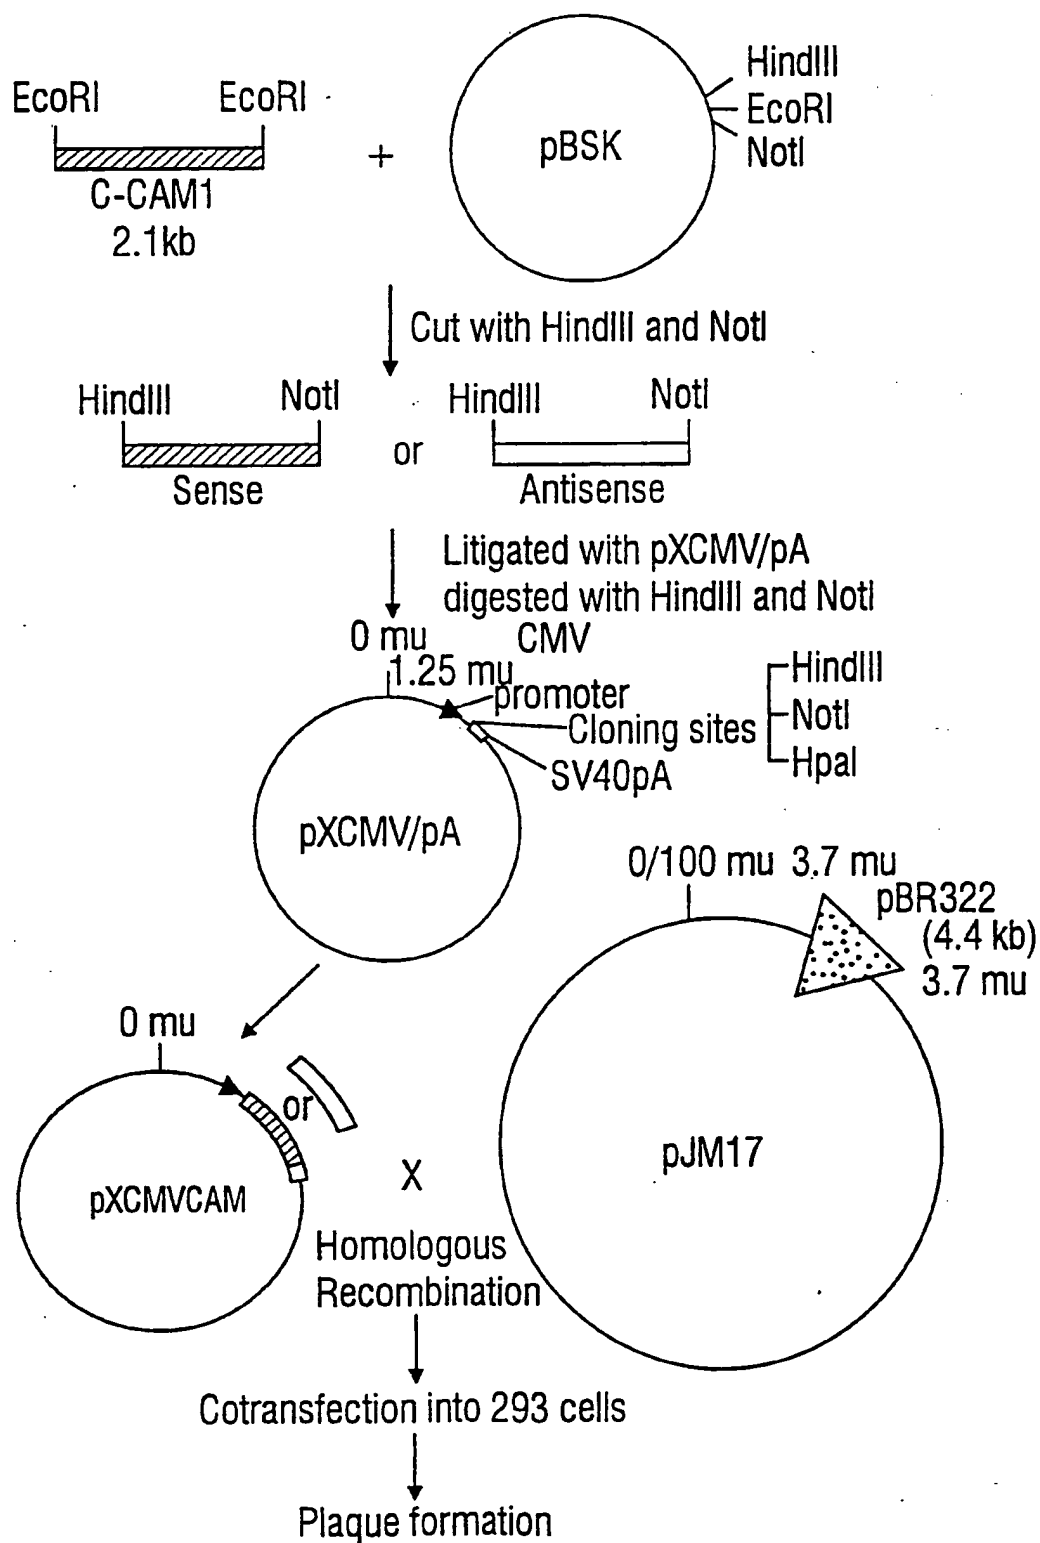 EcoRI EcoRI
C-CAM1
2.1kb
+
pBSK
HindIII
EcoRI
NotI
Cut with HindIII and NotI
HindIII NotI
Sense
or
HindIII NotI
Antisense
Litigated with pXCMV/pA
digested with HindIII and NotI
0 mu
1.25 mu
CMV
promoter
Cloning sites
HindIII
NotI
HpaI
SV40pA
pXCMV/pA
0/100 mu 3.7 mu
pBR322
(4.4 kb)
3.7 mu
pJM17
0 mu
or
pXCMVCAM
X
Homologous
Recombination
Cotransfection into 293 cells
Plaque formation